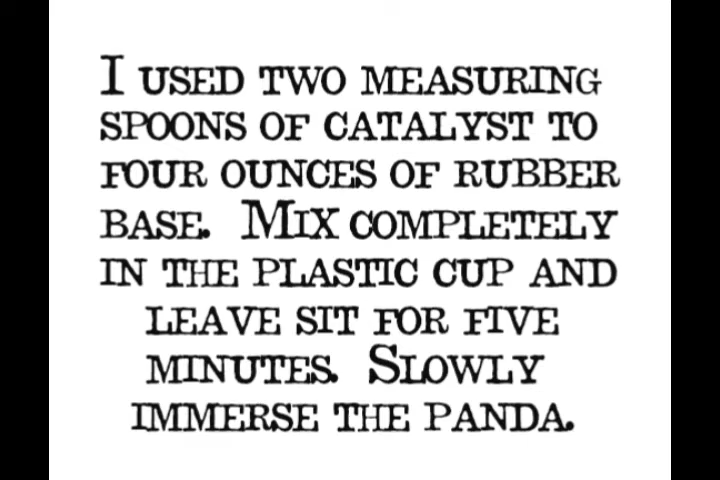 I USED TWO MEASURING
SPOONS OF CATALYST TO
FOUR OUNCES OF RUBBER
BASE. MIX COMPLETELY
IN THE PLASTIC CUP AND
LEAVE SIT FOR FIVE
MINUTES. SLOWLY
IMMERSE THE PANDA.